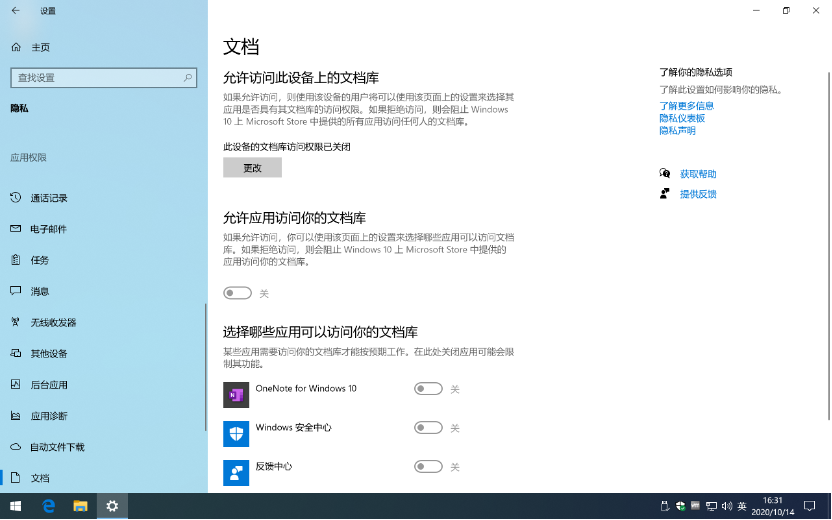 设置
主页
查找设置
隐私
应用权限
通话记录
电子邮件
任务
消息
无线收发器
其他设备
后台应用
应用诊断
自动文件下载
文档
文档
允许访问此设备上的文档库
如果允许访问，则使用该设备的用户将可以使用该页面上的设置来选择其
应用是否具有其文档库的访问权限。如果拒绝访问，则会阻止 Windows
10 上 Microsoft Store 中提供的所有应用访问任何人的文档库。
此设备的文档库访问权限已关闭
更改
允许应用访问你的文档库
如果允许访问，你可以使用该页面上的设置来选择哪些应用可以访问文档
库。如果拒绝访问，则会阻止 Windows 10 上 Microsoft Store 中提供的
应用访问你的文档库。
关
选择哪些应用可以访问你的文档库
某些应用需要访问你的文档库才能按预期工作。在此处关闭应用可能会限
制其功能。
OneNote for Windows 10 关
Windows 安全中心 关
反馈中心 关
了解你的隐私选项
了解此设置如何影响你的隐私。
了解更多信息
隐私仪表板
隐私声明
获取帮助
提供反馈
英
16:31
2020/10/14